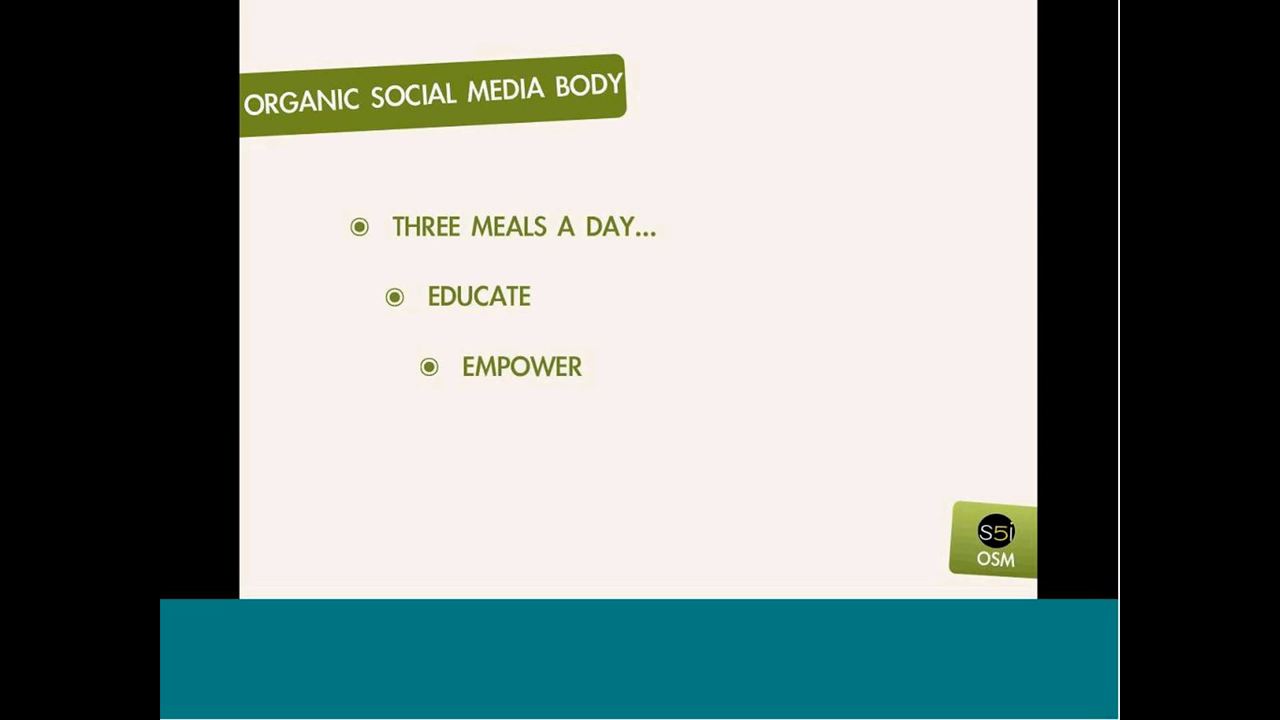 ORGANIC SOCIAL MEDIA BODY
THREE MEALS A DAY...
EDUCATE
EMPOWER
S5i
OSM